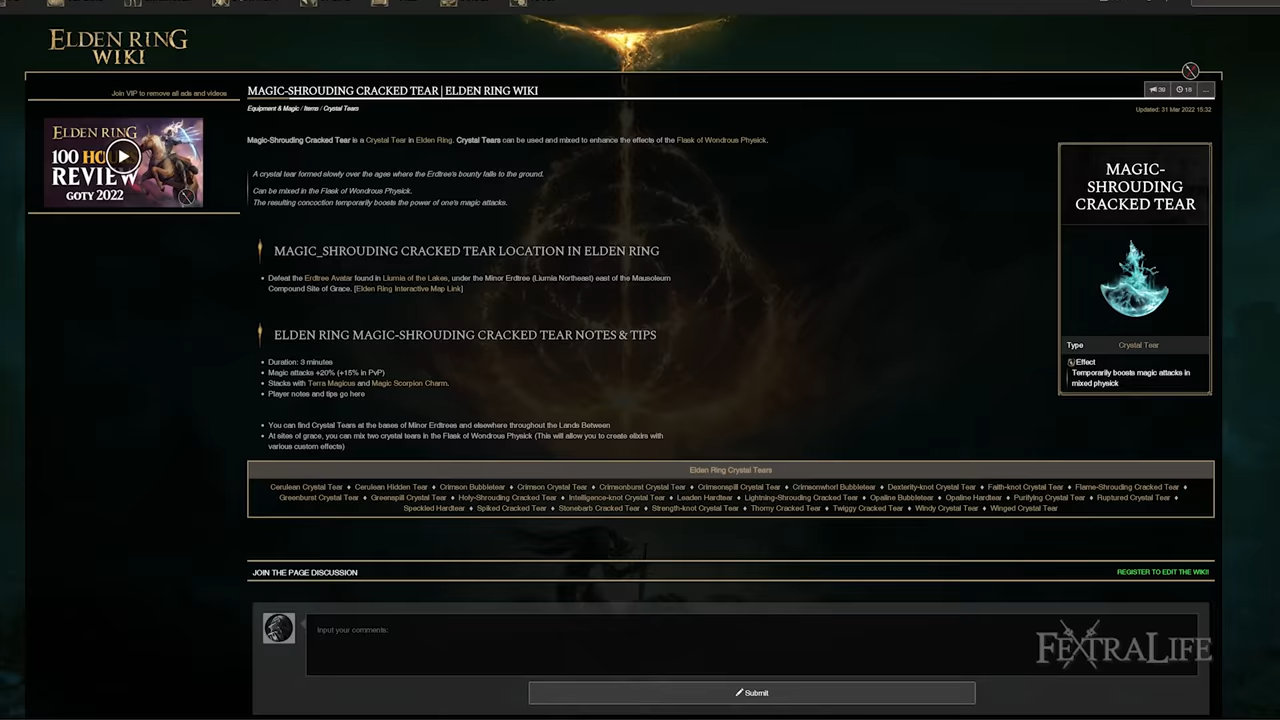 ELDEN RING
WIKI
Join VIP to remove all ads and videos
ELDEN RING
100 HO
REVIEW
GOTY 2022
MAGIC-SHROUDING CRACKED TEAR | ELDEN RING WIKI
39
18
...
Equipment & Magic / Items / Crystal Tears
Updated: 31 Mar 2022 15:32
Magic-Shrouding Cracked Tear is a Crystal Tear in Elden Ring. Crystal Tears can be used and mixed to enhance the effects of the Flask of Wondrous Physick.
A crystal tear formed slowly over the ages where the Erdtree's bounty falls to the ground.
Can be mixed in the Flask of Wondrous Physick.
The resulting concoction temporarily boosts the power of one's magic attacks.
MAGIC_SHROUDING CRACKED TEAR LOCATION IN ELDEN RING
• Defeat the Erdtree Avatar found in Liurnia of the Lakes, under the Minor Erdtree (Liurnia Northeast) east of the Mausoleum
Compound Site of Grace. [Elden Ring Interactive Map Link]
ELDEN RING MAGIC-SHROUDING CRACKED TEAR NOTES & TIPS
• Duration: 3 minutes
• Magic attacks +20% (+15% in PvP)
• Stacks with Terra Magicus and Magic Scorpion Charm.
• Player notes and tips go here
• You can find Crystal Tears at the bases of Minor Erdtrees and elsewhere throughout the Lands Between
• At sites of grace, you can mix two crystal tears in the Flask of Wondrous Physick (This will allow you to create elixirs with
various custom effects)
MAGIC-
SHROUDING
CRACKED TEAR
Type Crystal Tear
Effect
Temporarily boosts magic attacks in
mixed physick
Elden Ring Crystal Tears
Cerulean Crystal Tear ♦ Cerulean Hidden Tear ♦ Crimson Bubbletear ♦ Crimson Crystal Tear ♦ Crimsonburst Crystal Tear ♦ Crimsonspill Crystal Tear ♦ Crimsonwhorl Bubbletear ♦ Dexterity-knot Crystal Tear ♦ Faith-knot Crystal Tear ♦ Flame-Shrouding Cracked Tear ♦
Greenburst Crystal Tear ♦ Greenspill Crystal Tear ♦ Holy-Shrouding Cracked Tear ♦ Intelligence-knot Crystal Tear ♦ Leaden Hardtear ♦ Lightning-Shrouding Cracked Tear ♦ Opaline Bubbletear ♦ Opaline Hardtear ♦ Purifying Crystal Tear ♦ Ruptured Crystal Tear ♦
Speckled Hardtear ♦ Spiked Cracked Tear ♦ Stonebarb Cracked Tear ♦ Strength-knot Crystal Tear ♦ Thorny Cracked Tear ♦ Twiggy Cracked Tear ♦ Windy Crystal Tear ♦ Winged Crystal Tear
JOIN THE PAGE DISCUSSION
REGISTER TO EDIT THE WIKI!
Input your comments:
FEXTRALIFE
Submit